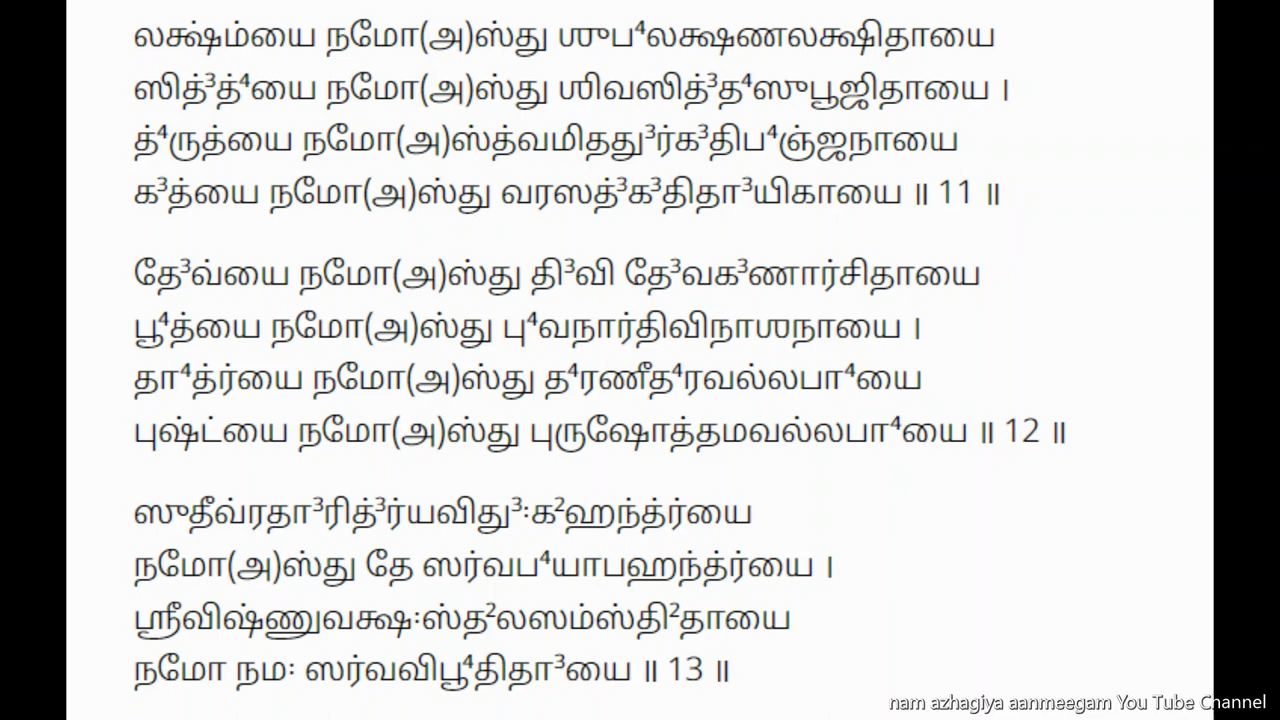 லக்ஷ்ம்யை நமோ(அ)ஸ்து ஶுப⁴லக்ஷணலக்ஷிதாயை
ஸித்³த்⁴யை நமோ(அ)ஸ்து ஶிவஸித்³த⁴ஸுபூஜிதாயை ।
த்⁴ருத்யை நமோ(அ)ஸ்த்வமிதது³ர்க³திப⁴ஞ்ஜநாயை
க³த்யை நமோ(அ)ஸ்து வரஸத்³க³திதா³யிகாயை ॥ 11 ॥
தே³வ்யை நமோ(அ)ஸ்து தி³வி தே³வக³ணார்சிதாயை
பூ⁴த்யை நமோ(அ)ஸ்து பு⁴வநார்திவிநாஶநாயை ।
தா⁴த்ர்யை நமோ(அ)ஸ்து த⁴ரணீத⁴ரவல்லபா⁴யை
புஷ்ட்யை நமோ(அ)ஸ்து புருஷோத்தமவல்லபா⁴யை ॥ 12 ॥
ஸுதீவ்ரதா³ரித்³ர்யவிது³꞉க²ஹந்த்ர்யை
நமோ(அ)ஸ்து தே ஸர்வப⁴யாபஹந்த்ர்யை ।
ஶ்ரீவிஷ்ணுவக்ஷ꞉ஸ்த²லஸம்ஸ்தி²தாயை
நமோ நம꞉ ஸர்வவிபூ⁴திதா³யை ॥ 13 ॥
nam azhagiya aanmeegam You Tube Channel